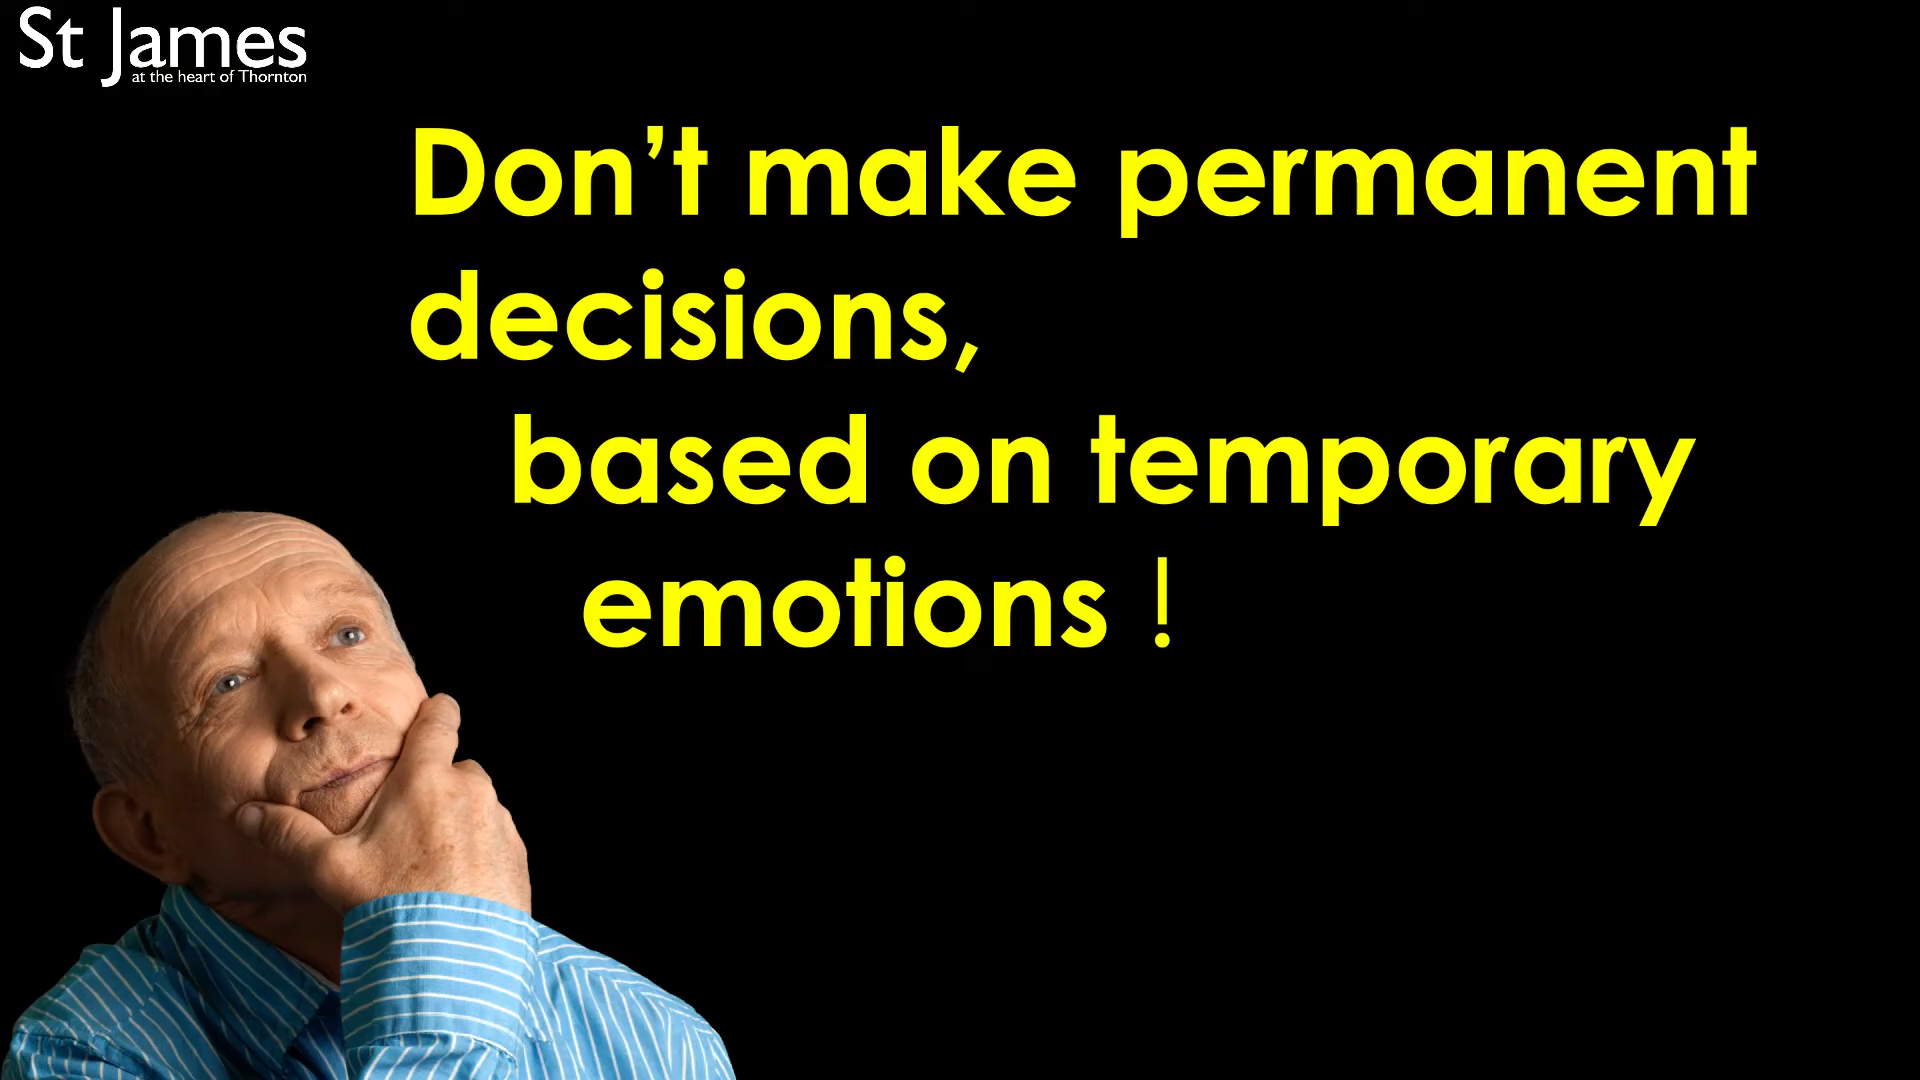 St James
at the heart of Thornton
Don’t make permanent
decisions,
based on temporary
emotions !